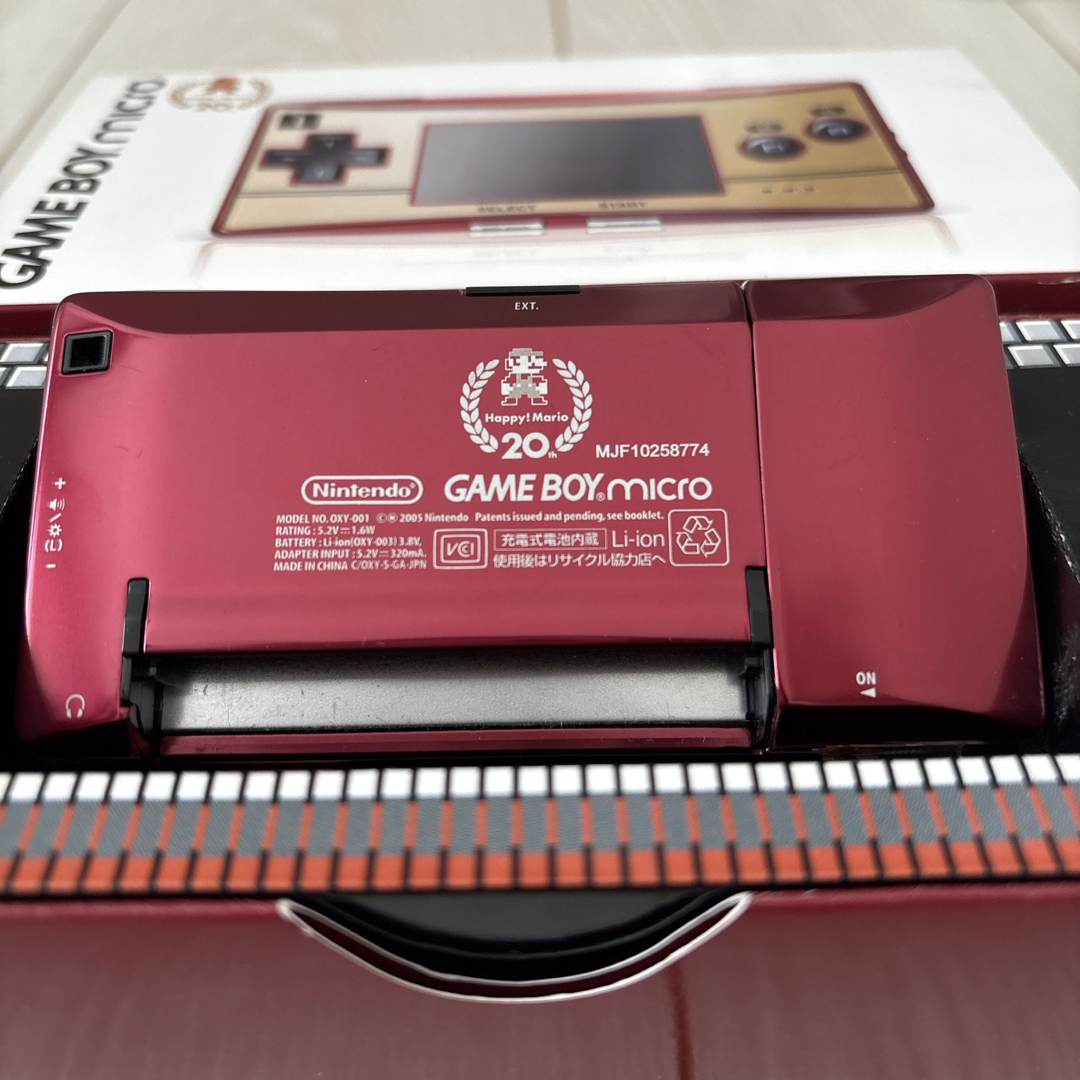 GAME BOY micro
20th
SELECT
START
EXT.
Happy! Mario
20th
MJF10258774
Nintendo®
GAME BOY® micro
MODEL NO. OXY-001 ©Ⓜ 2005 Nintendo Patents issued and pending, see booklet.
RATING : 5.2V⎓1.6W
BATTERY : Li-ion(OXY-003) 3.8V,
ADAPTER INPUT : 5.2V⎓320mA.
MADE IN CHINA C/OXY-S-GA-JPN
VCI
充電式電池内蔵
Li-ion
使用後はリサイクル協力店へ
ON